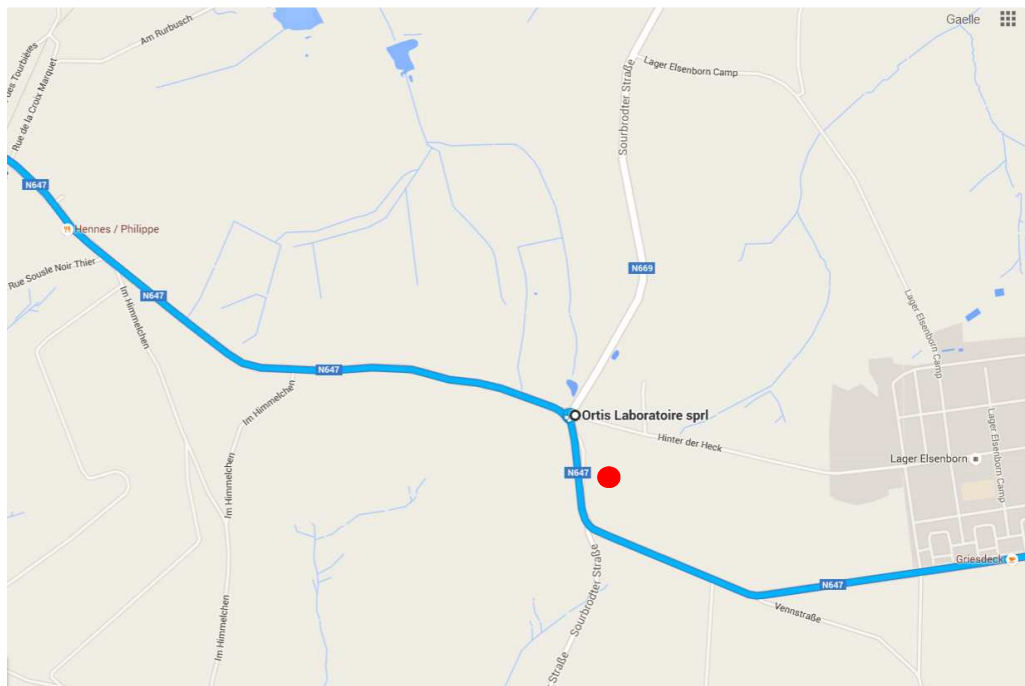 Gaelle
Am Rurbusch
des Tourbières
Rue de la Croix Marquet
Lager Elsenborn Camp
Sourbrodter Straße
N647
Hennes / Philippe
Rue Sousle Noir Thier
N669
N647
Im Himmelchen
Lager Elsenborn Camp
N647
Im Himmelchen
Ortis Laboratoire sprl
Hinter der Heck
Lager Elsenborn
Lager Elsenborn Camp
N647
Im Himmelchen
Griesdeck
Sourbrodter Straße
N647
Vennstraße
Im Himmelchen
Straße